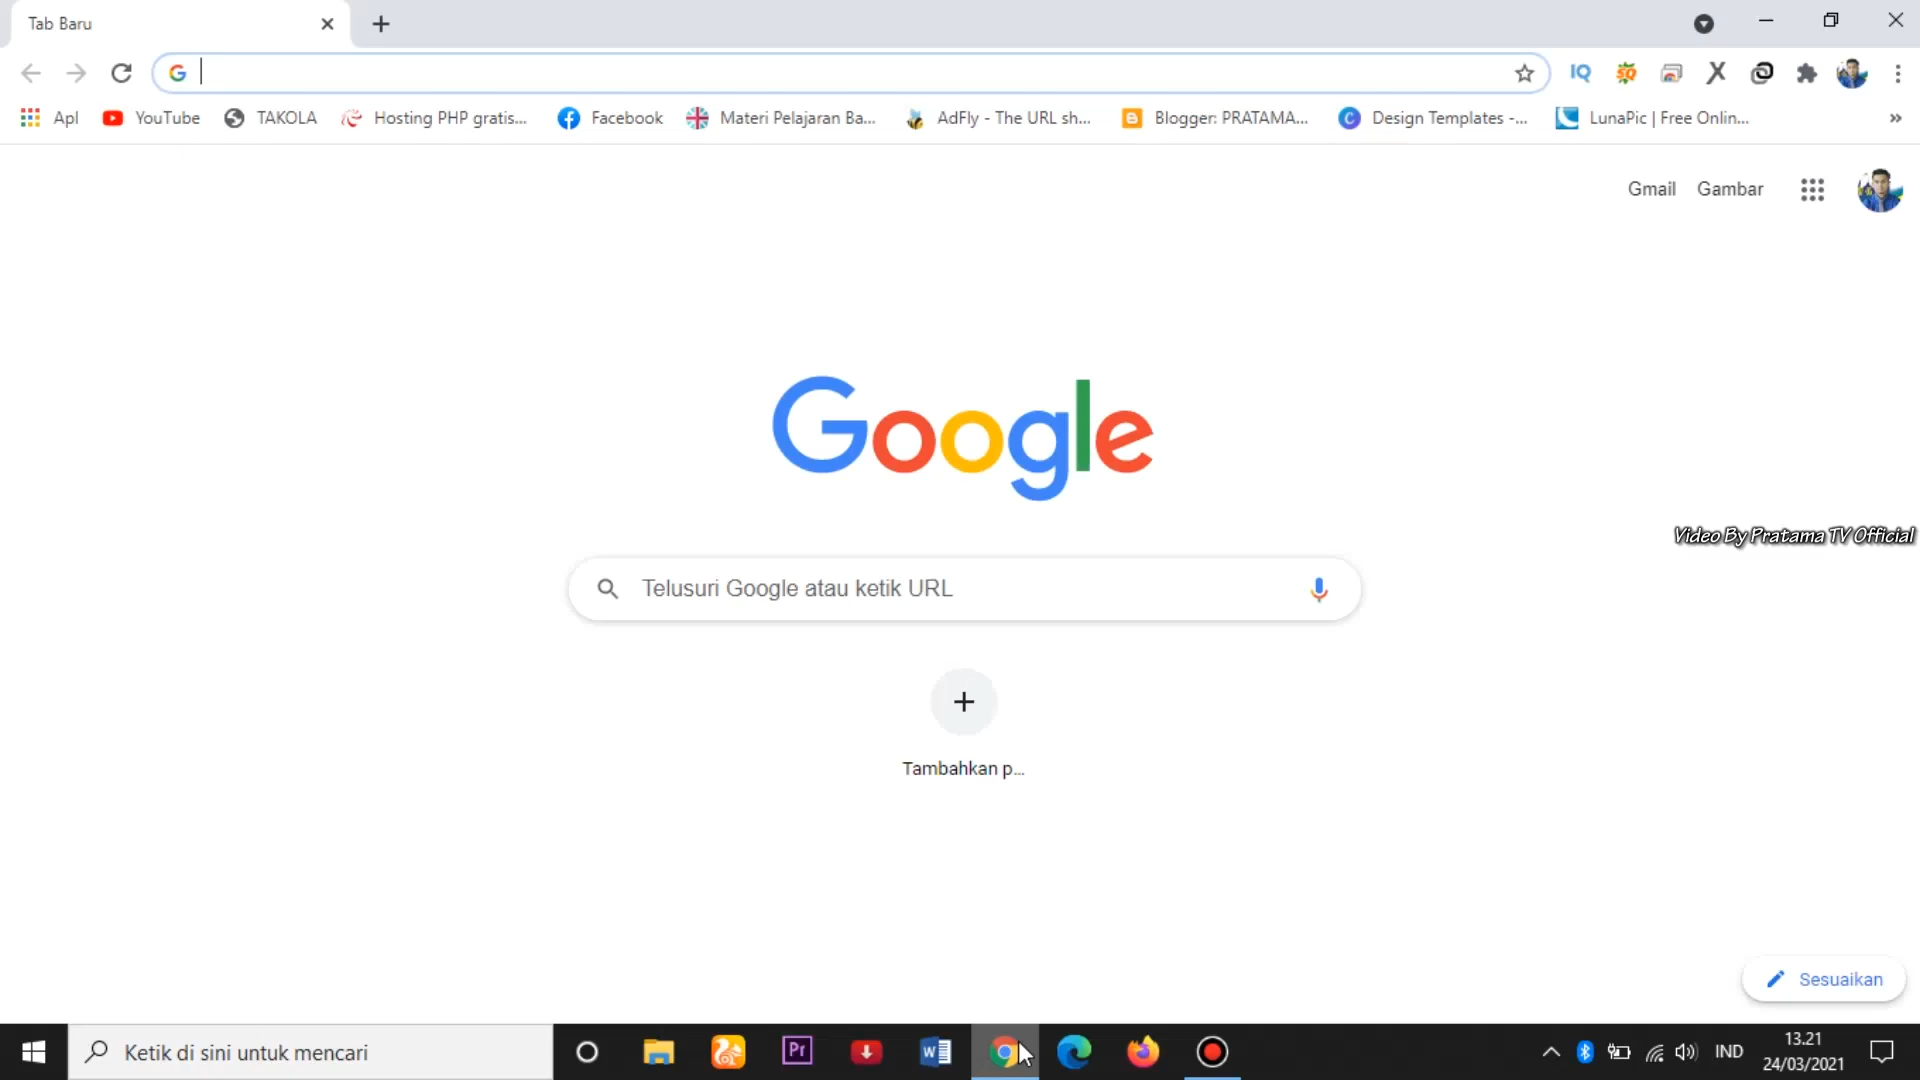 Tab Baru
Apl
YouTube
TAKOLA
Hosting PHP gratis...
Facebook
Materi Pelajaran Ba...
AdFly - The URL sh...
Blogger: PRATAMA...
Design Templates -...
LunaPic | Free Onlin...
Gmail
Gambar
Google
Video By Pratama TV Official
Telusuri Google atau ketik URL
Tambahkan p...
Sesuaikan
Ketik di sini untuk mencari
IND
13.21
24/03/2021